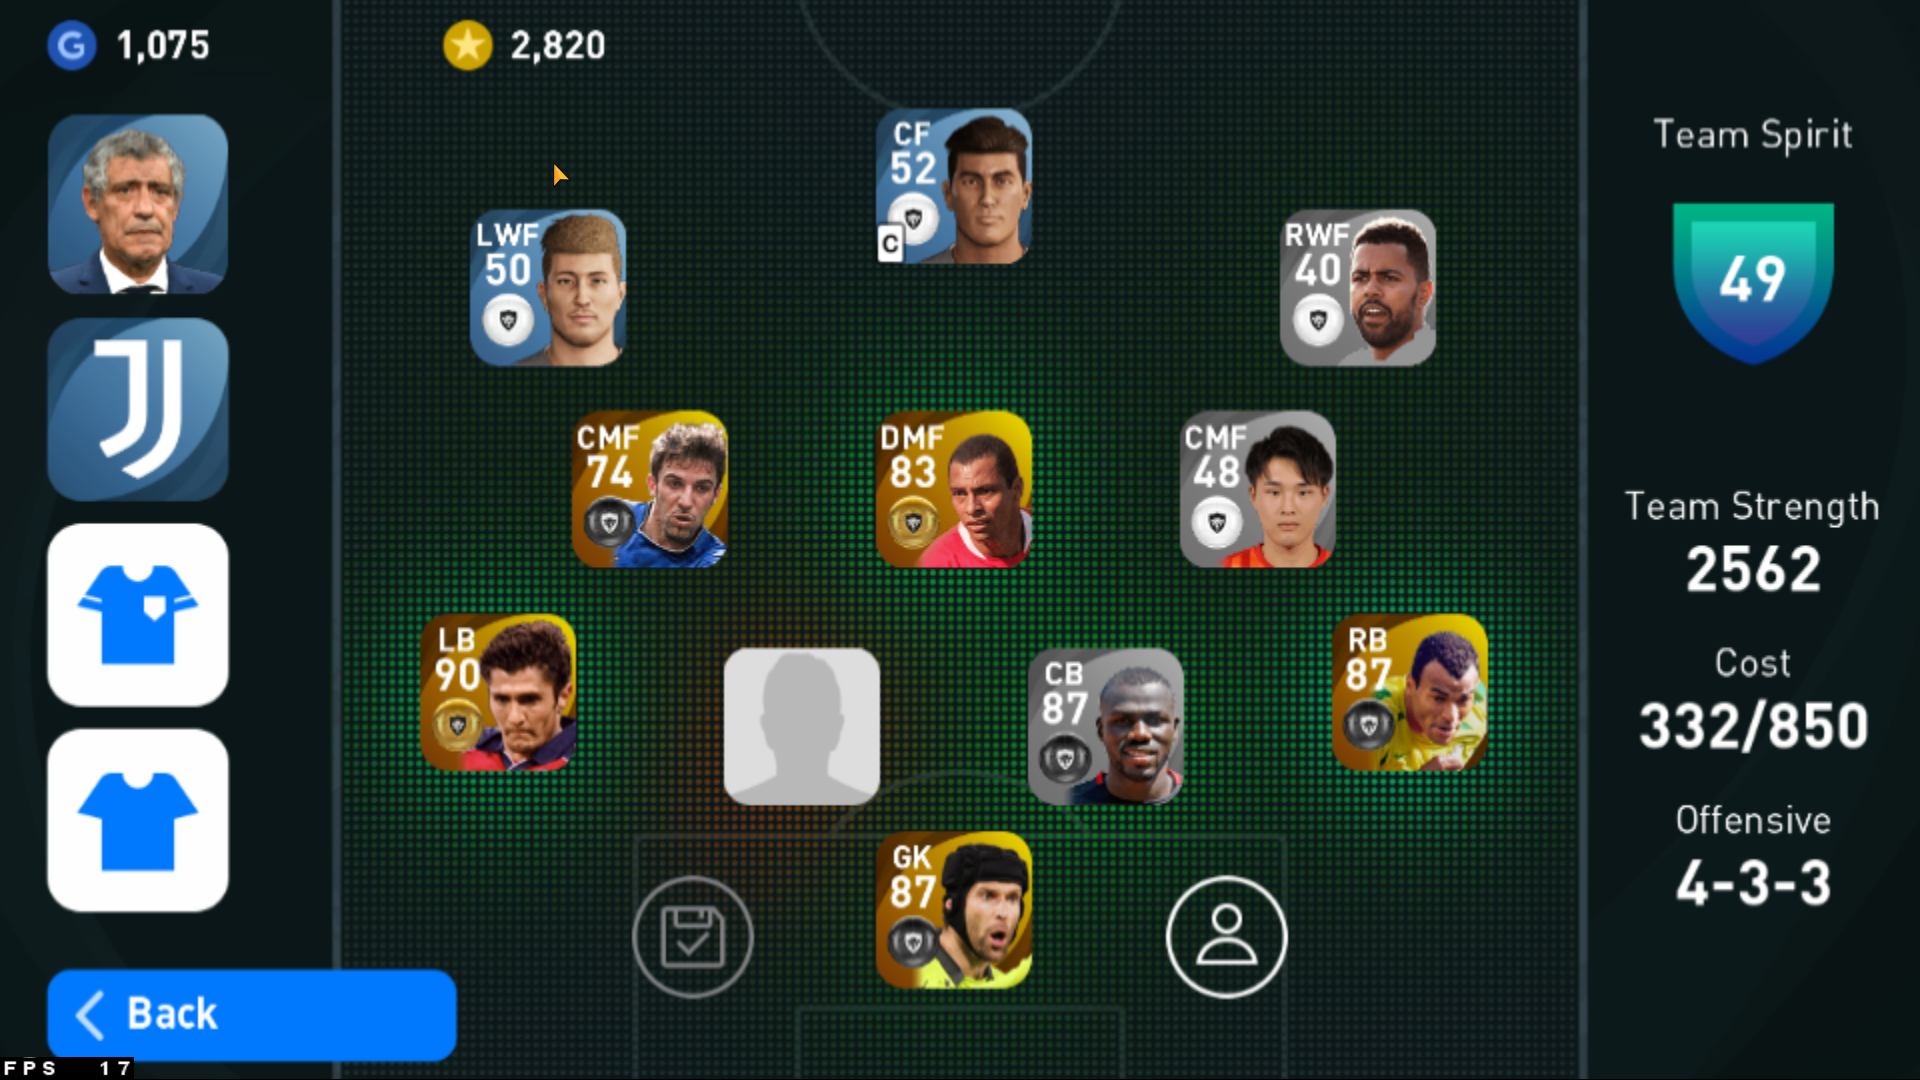 1,075
2,820
CF
52
C
LWF
50
RWF
40
CMF
74
DMF
83
CMF
48
LB
90
CB
87
RB
87
GK
87
Team Spirit
49
Team Strength
2562
Cost
332/850
Offensive
4-3-3
Back
FPS 17